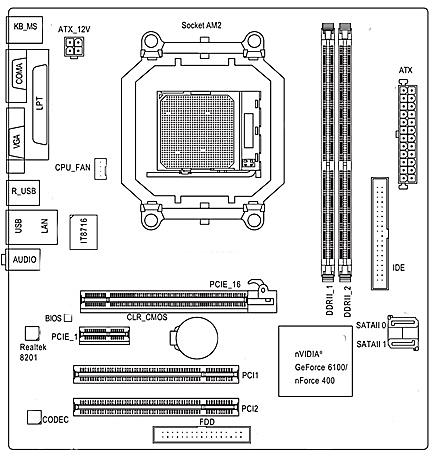 KB_MS
ATX_12V
Socket AM2
COMA
LPT
ATX
VGA
CPU_FAN
R_USB
USB
LAN
IT8716
AUDIO
IDE
PCIE_16
DDRII_1
DDRII_2
BIOS
CLR_CMOS
PCIE_1
Realtek
8201
SATAII 0
SATAII 1
nVIDIA®
GeForce 6100/
nForce 400
PCI1
PCI2
CODEC
FDD